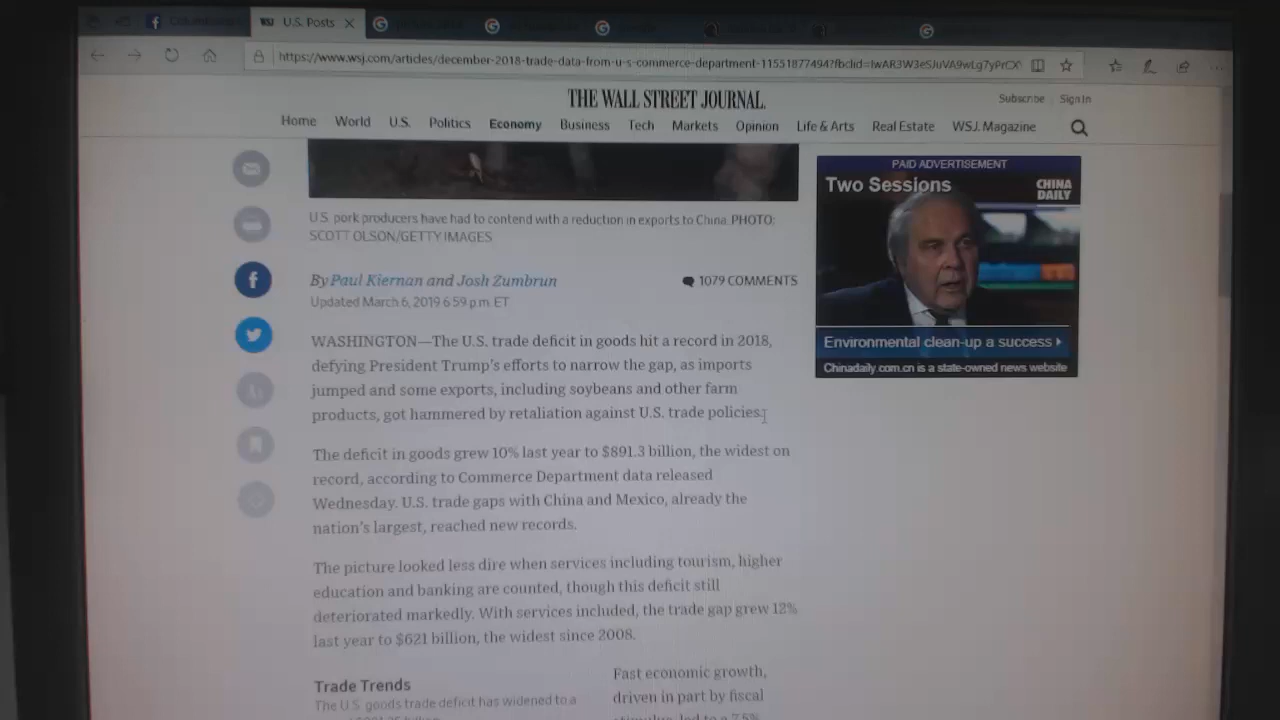 U.S. Posts
https://www.wsj.com/articles/december-2018-trade-data-from-u-s-commerce-department-11551877494?fbclid=IwAR3W3eSJuVA9wLg7yPrCX
THE WALL STREET JOURNAL.
Subscribe Sign In
Home World U.S. Politics Economy Business Tech Markets Opinion Life & Arts Real Estate WSJ. Magazine
U.S. pork producers have had to contend with a reduction in exports to China. PHOTO:
SCOTT OLSON/GETTY IMAGES
By Paul Kiernan and Josh Zumbrun
1079 COMMENTS
Updated March 6, 2019 6:59 p.m. ET
WASHINGTON—The U.S. trade deficit in goods hit a record in 2018,
defying President Trump's efforts to narrow the gap, as imports
jumped and some exports, including soybeans and other farm
products, got hammered by retaliation against U.S. trade policies.
The deficit in goods grew 10% last year to $891.3 billion, the widest on
record, according to Commerce Department data released
Wednesday. U.S. trade gaps with China and Mexico, already the
nation's largest, reached new records.
The picture looked less dire when services including tourism, higher
education and banking are counted, though this deficit still
deteriorated markedly. With services included, the trade gap grew 12%
last year to $621 billion, the widest since 2008.
Trade Trends
The U.S. goods trade deficit has widened to a
Fast economic growth,
driven in part by fiscal
PAID ADVERTISEMENT
Two Sessions
CHINA
DAILY
Environmental clean-up a success
Chinadaily.com.cn is a state-owned news website